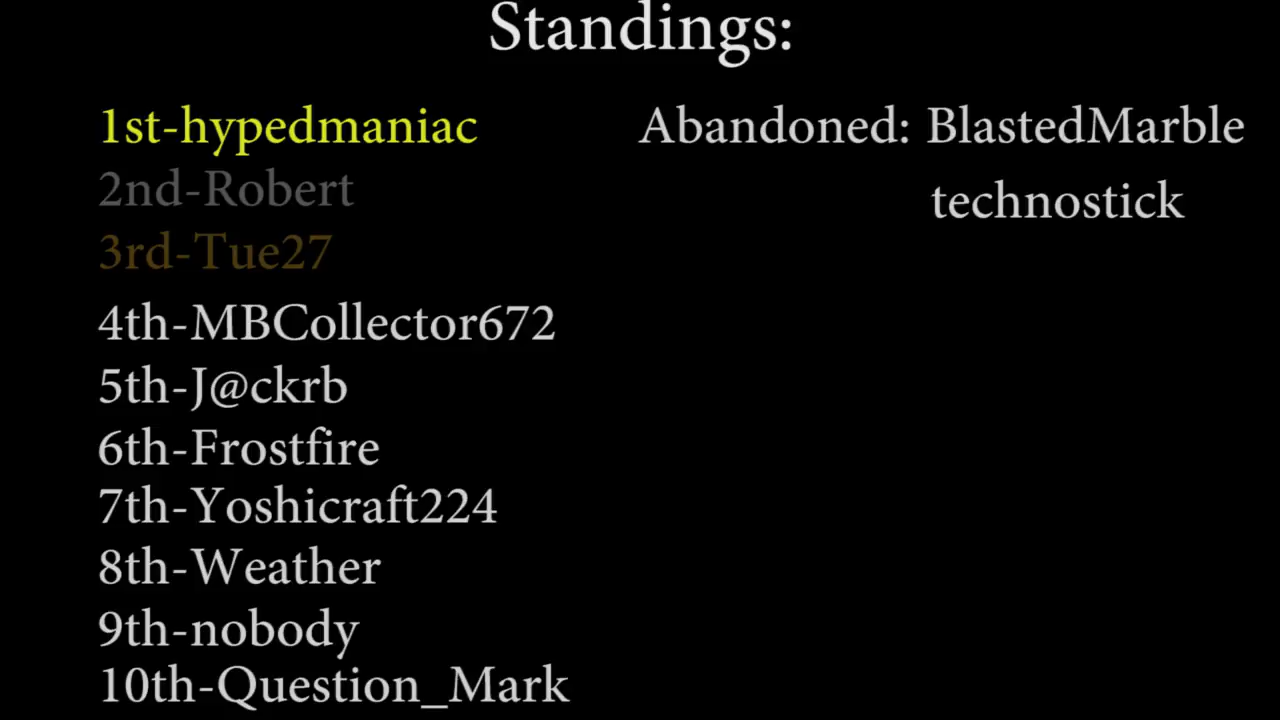 Standings:
1st-hypedmaniac
2nd-Robert
3rd-Tue27
4th-MBCollector672
5th-J@ckrb
6th-Frostfire
7th-Yoshicraft224
8th-Weather
9th-nobody
10th-Question_Mark
Abandoned: BlastedMarble
technostick